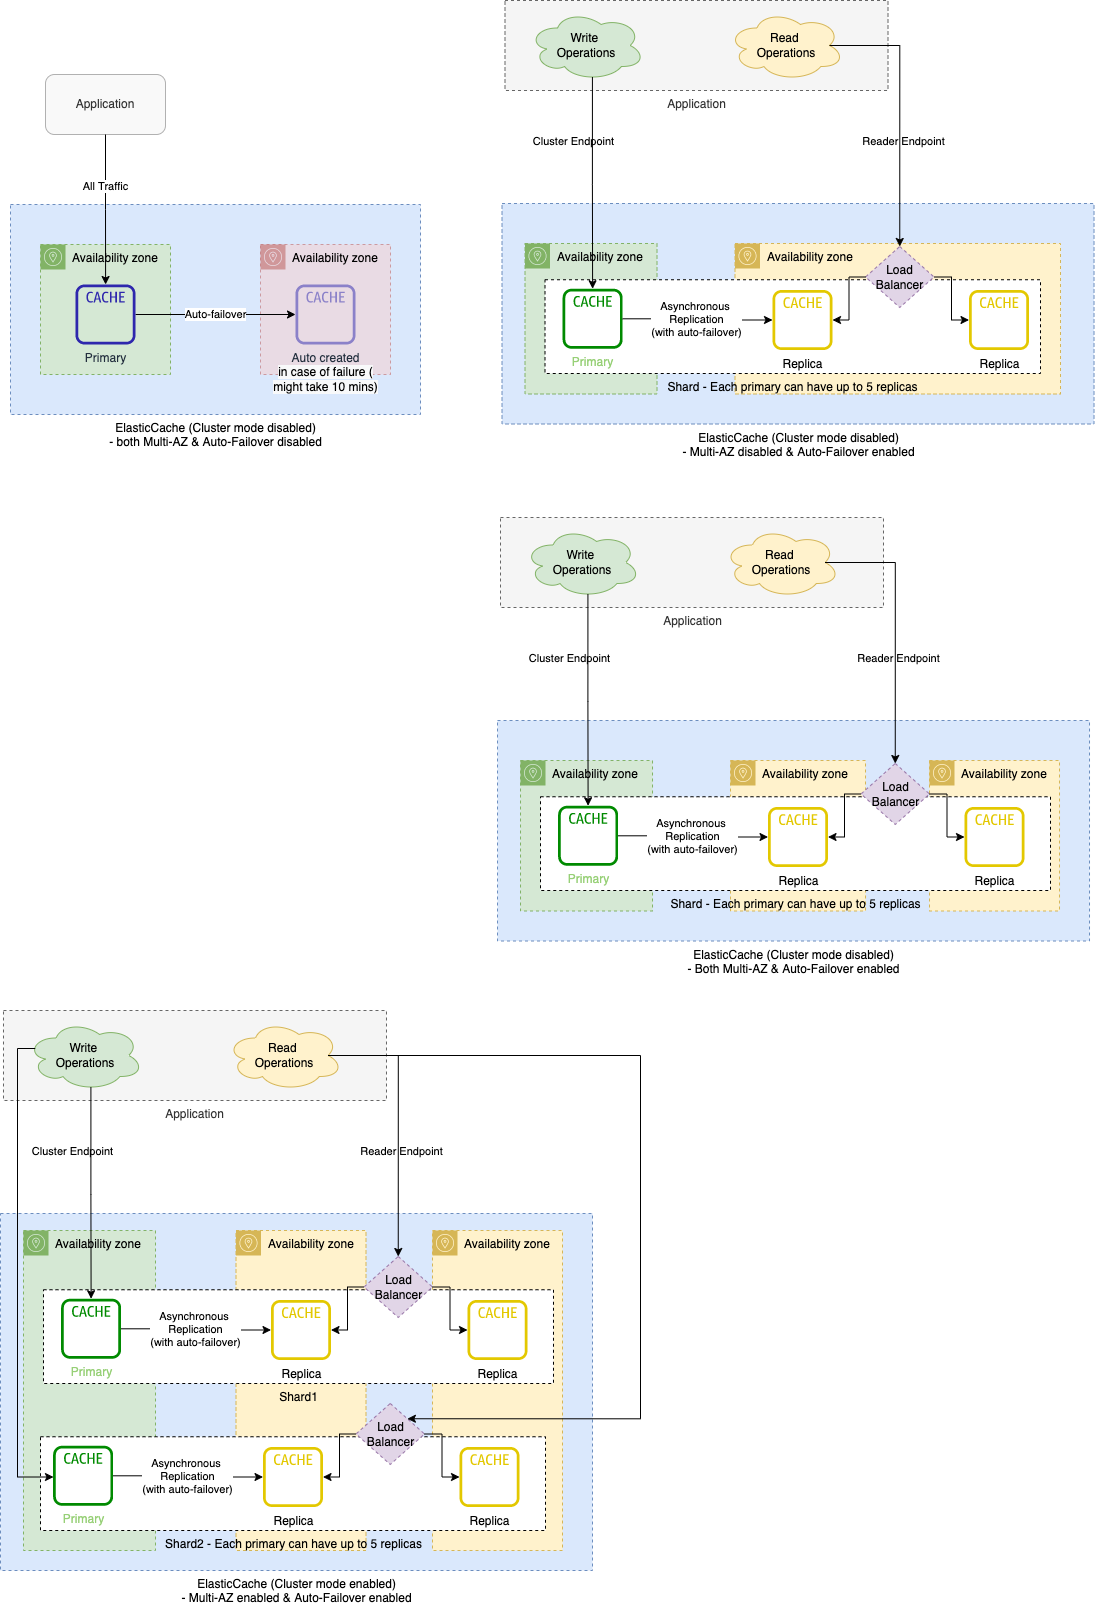 Application
All Traffic
Availability zone
Availability zone
CACHE
CACHE
Auto-failover
Primary
Auto created
in case of failure (
might take 10 mins)
ElasticCache (Cluster mode disabled)
- both Multi-AZ & Auto-Failover disabled
Write
Operations
Read
Operations
Application
Cluster Endpoint
Reader Endpoint
Availability zone
Availability zone
Load
Balancer
CACHE
Asynchronous
Replication
(with auto-failover)
CACHE
CACHE
Primary
Replica
Replica
Shard - Each primary can have up to 5 replicas
ElasticCache (Cluster mode disabled)
- Multi-AZ disabled & Auto-Failover enabled
Write
Operations
Read
Operations
Application
Cluster Endpoint
Reader Endpoint
Availability zone
Availability zone
Availability zone
Load
Balancer
CACHE
Asynchronous
Replication
(with auto-failover)
CACHE
CACHE
Primary
Replica
Replica
Shard - Each primary can have up to 5 replicas
ElasticCache (Cluster mode disabled)
- Both Multi-AZ & Auto-Failover enabled
Write
Operations
Read
Operations
Application
Cluster Endpoint
Reader Endpoint
Availability zone
Availability zone
Availability zone
Load
Balancer
CACHE
Asynchronous
Replication
(with auto-failover)
CACHE
CACHE
Primary
Replica
Replica
Shard1
Load
Balancer
CACHE
Asynchronous
Replication
(with auto-failover)
CACHE
CACHE
Primary
Replica
Replica
Shard2 - Each primary can have up to 5 replicas
ElasticCache (Cluster mode enabled)
- Multi-AZ enabled & Auto-Failover enabled